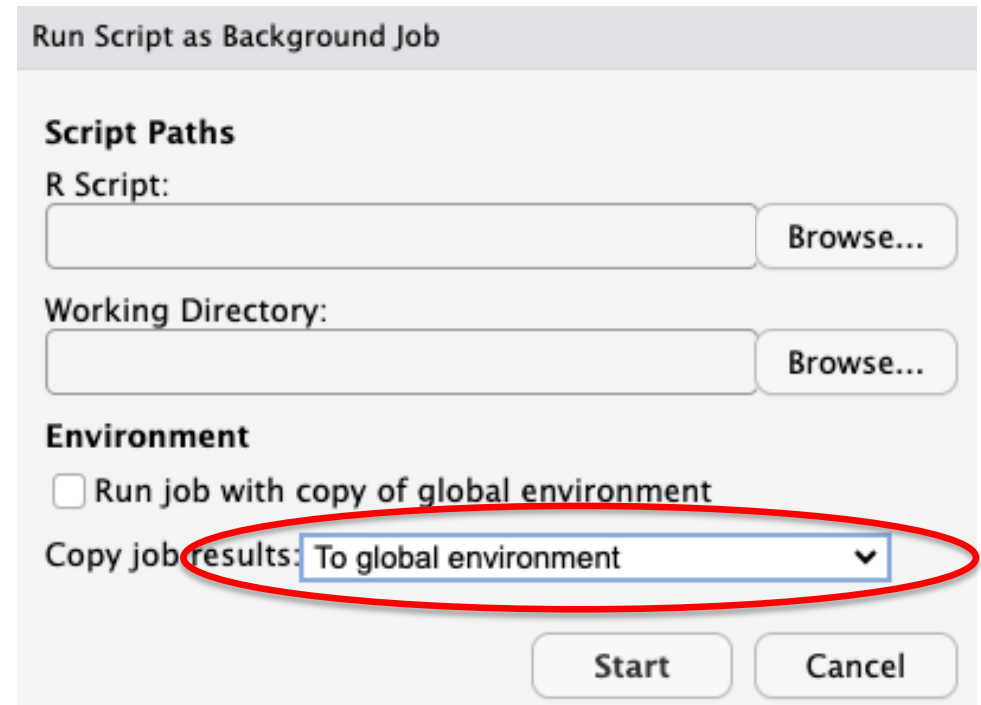 Run Script as Background Job
Script Paths
R Script:
Browse...
Working Directory:
Browse...
Environment
Run job with copy of global environment
Copy job results: To global environment
Start Cancel